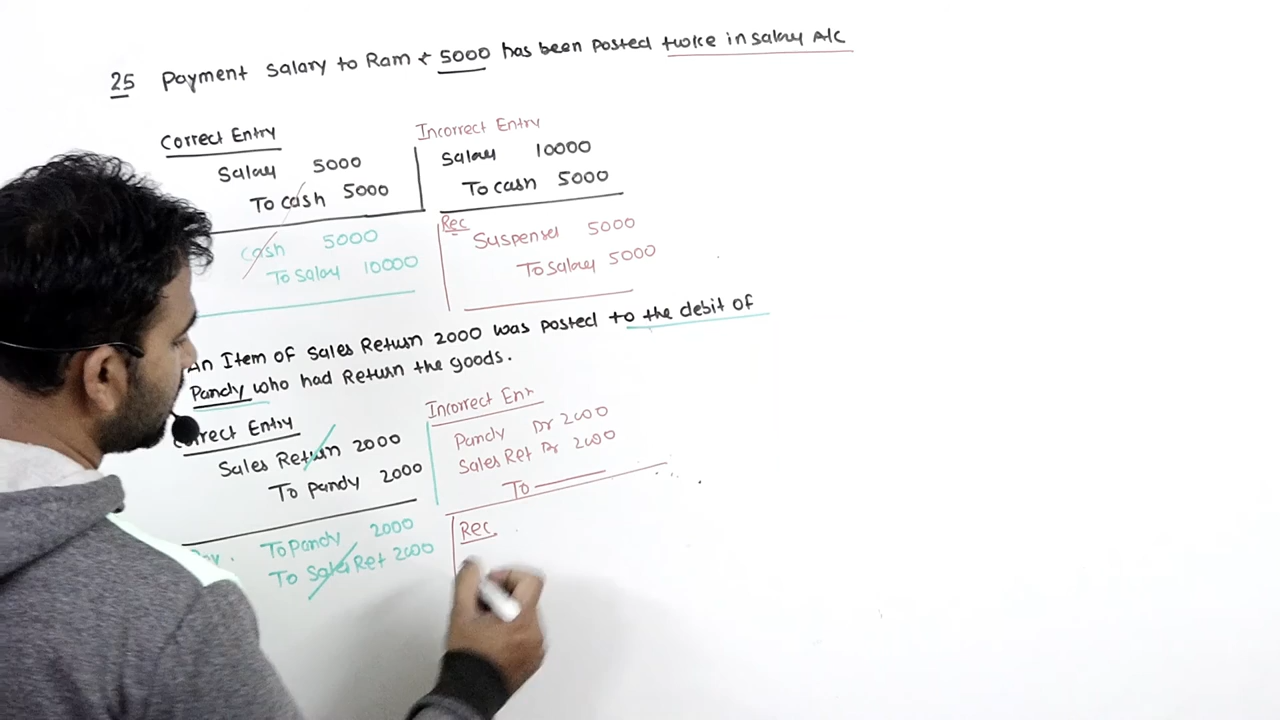 25 Payment Salary to Ram ₹ 5000 has been posted twice in salary A/c
Correct Entry
Salary 5000
To cash 5000
Incorrect Entry
Salary 10000
To cash 5000
Cash 5000
To salary 10000
Rec
Suspense 5000
To salary 5000
An Item of Sales Return 2000 was posted to the debit of
Pandy who had Return the goods.
Correct Entry
Sales Return 2000
To Pandy 2000
Incorrect Ent
Pandy Dr 2000
Sales Ret Dr 2000
To
To Pandy 2000
To Sales Ret 2000
Rec